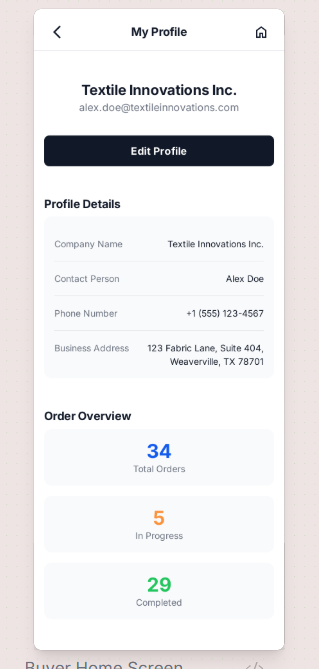 My Profile
Textile Innovations Inc.
alex.doe@textileinnovations.com
Edit Profile
Profile Details
Company Name Textile Innovations Inc.
Contact Person Alex Doe
Phone Number +1 (555) 123-4567
Business Address 123 Fabric Lane, Suite 404,
Weaverville, TX 78701
Order Overview
34
Total Orders
5
In Progress
29
Completed
Buyer Home Screen </>